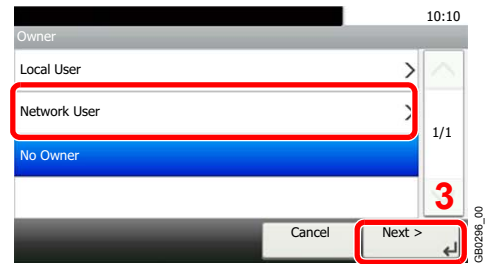 10:10
Owner
Local User
Network User
1/1
No Owner
3
Cancel
Next >
GB0296_00